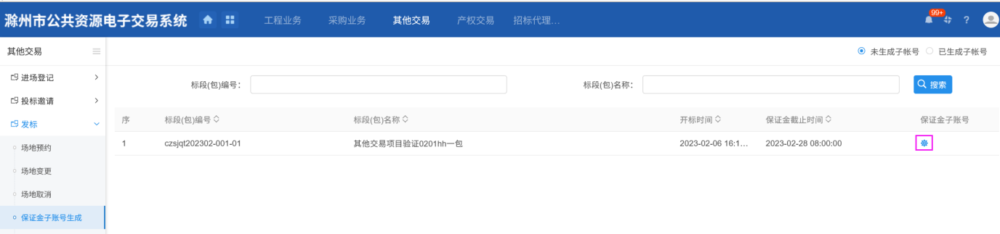 滁州市公共资源电子交易系统 工程业务 采购业务 其他交易 产权交易 招标代理... 99+ ?
其他交易 未生成子帐号 已生成子帐号
进场登记
标段(包)编号： 标段(包)名称： 搜索
投标邀请
发标
序 标段(包)编号 标段(包)名称 开标时间 保证金截止时间 保证金子账号
1 czsjqt202302-001-01 其他交易项目验证0201hh一包 2023-02-06 16:1... 2023-02-28 08:00:00
场地预约
场地变更
场地取消
保证金子账号生成